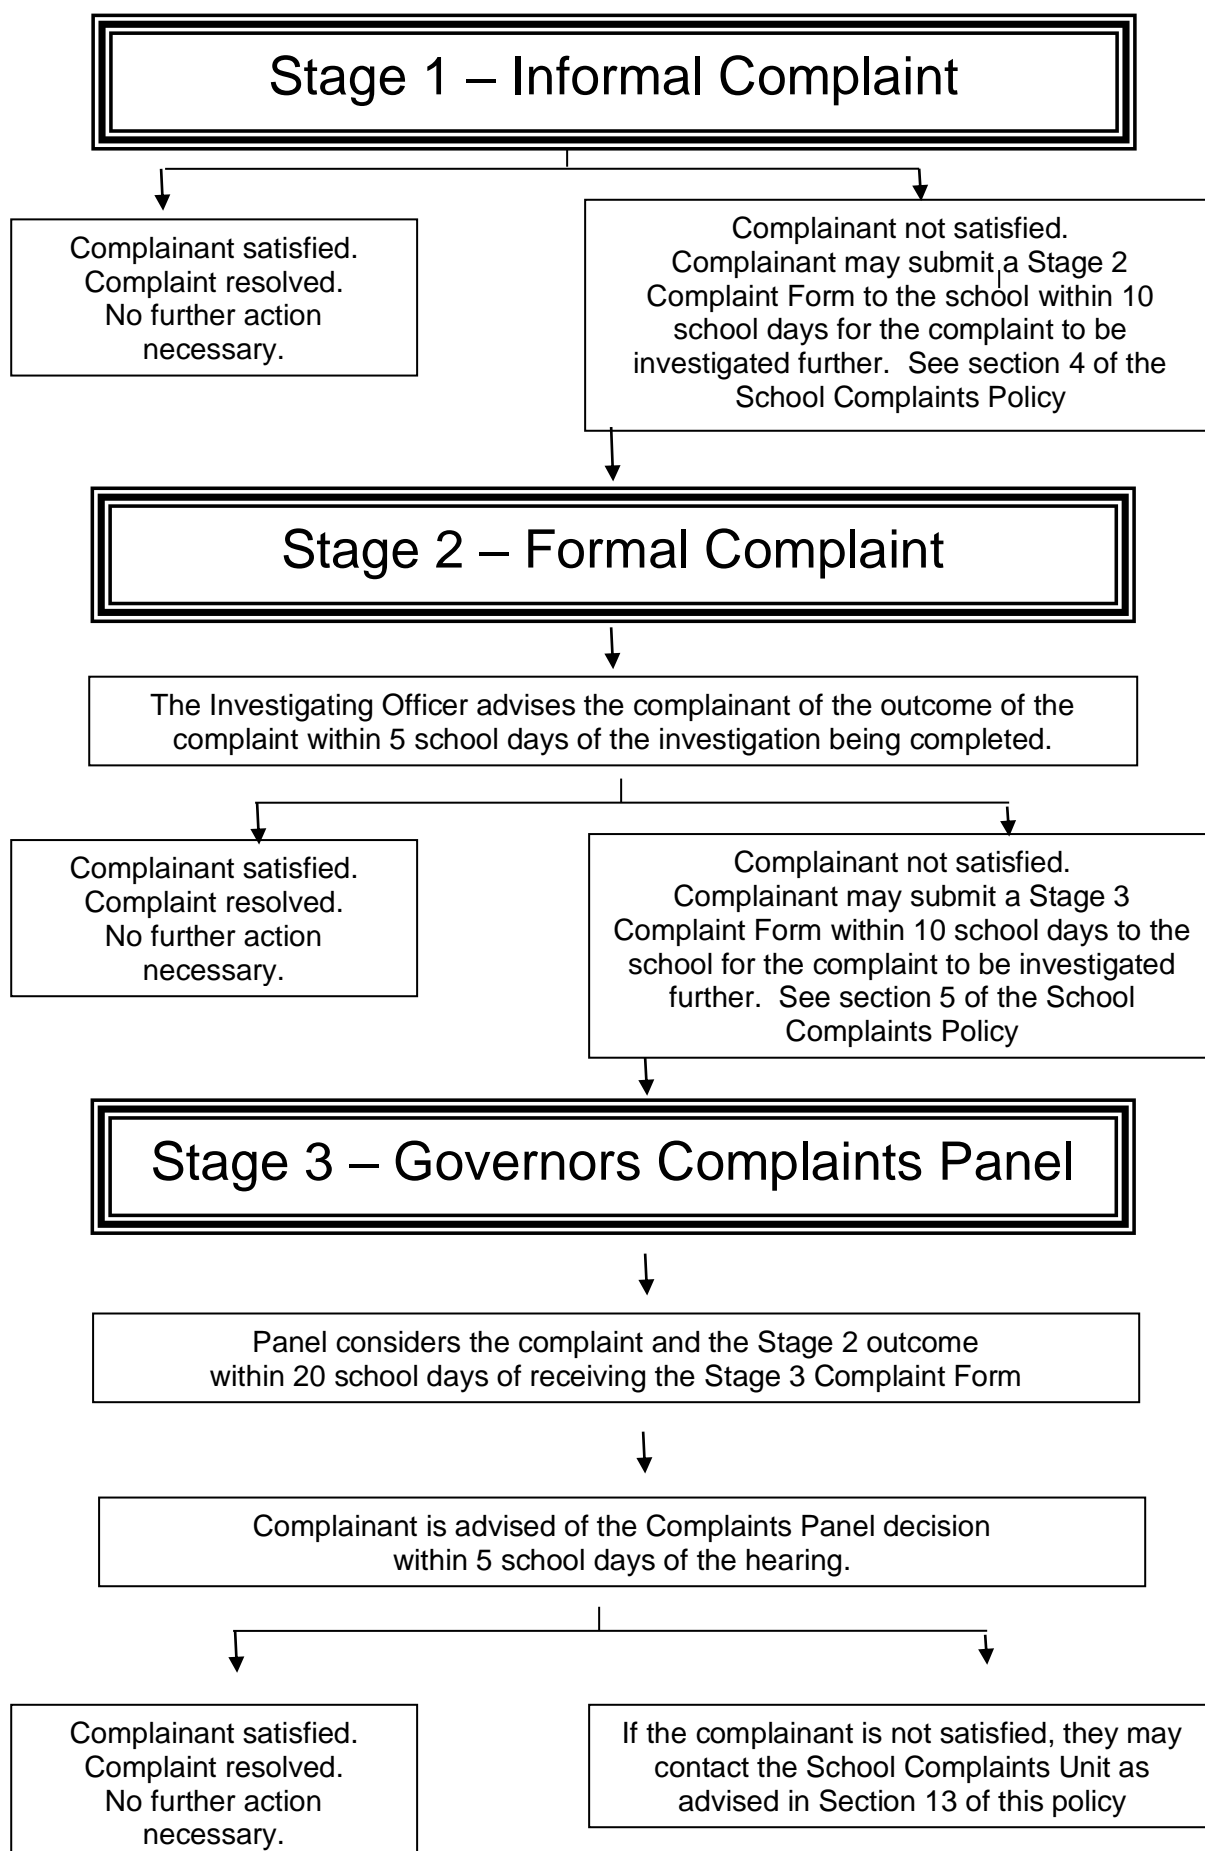 Stage 1 – Informal Complaint
Complainant satisfied.
Complaint resolved.
No further action
necessary.
Complainant not satisfied.
Complainant may submit a Stage 2
Complaint Form to the school within 10
school days for the complaint to be
investigated further.  See section 4 of the
School Complaints Policy
Stage 2 – Formal Complaint
The Investigating Officer advises the complainant of the outcome of the
complaint within 5 school days of the investigation being completed.
Complainant satisfied.
Complaint resolved.
No further action
necessary.
Complainant not satisfied.
Complainant may submit a Stage 3
Complaint Form within 10 school days to the
school for the complaint to be investigated
further.  See section 5 of the School
Complaints Policy
Stage 3 – Governors Complaints Panel
Panel considers the complaint and the Stage 2 outcome
within 20 school days of receiving the Stage 3 Complaint Form
Complainant is advised of the Complaints Panel decision
within 5 school days of the hearing.
Complainant satisfied.
Complaint resolved.
No further action
necessary.
If the complainant is not satisfied, they may
contact the School Complaints Unit as
advised in Section 13 of this policy